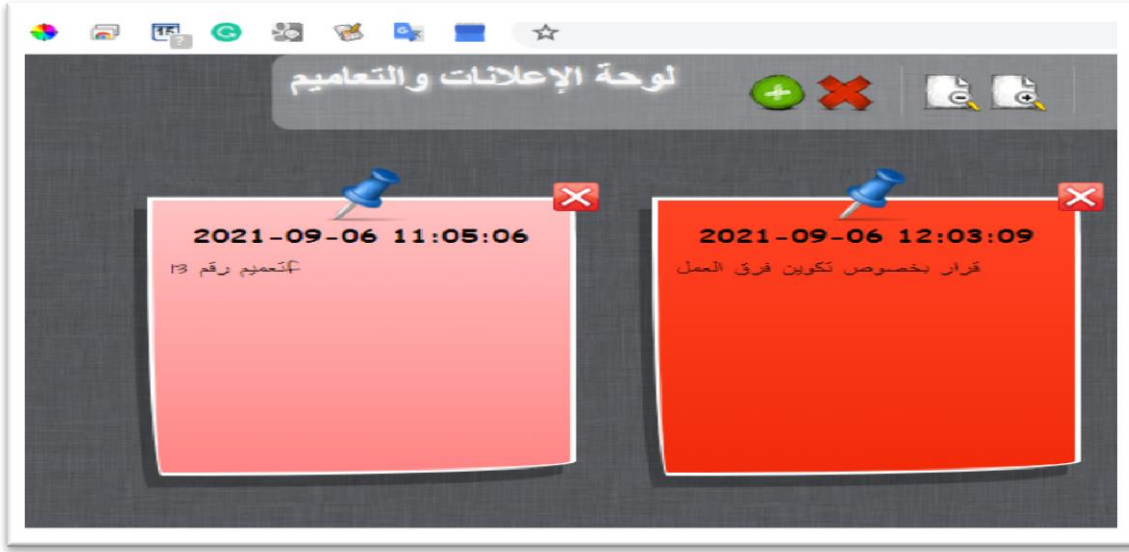 لوحة الإعلانات والتعاميم
2021-09-06 12:03:09
قرار بخصوص تكوين فرق العمل
2021-09-06 11:05:06
fتعميم رقم 13